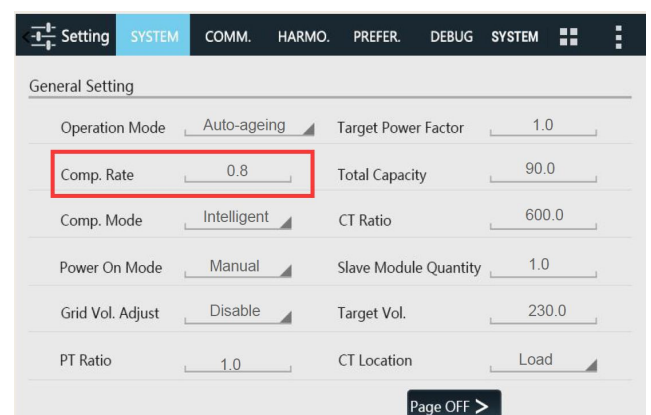 Setting SYSTEM COMM. HARMO. PREFER. DEBUG SYSTEM
General Setting
Operation Mode Auto-ageing Target Power Factor 1.0
Comp. Rate 0.8 Total Capacity 90.0
Comp. Mode Intelligent CT Ratio 600.0
Power On Mode Manual Slave Module Quantity 1.0
Grid Vol. Adjust Disable Target Vol. 230.0
PT Ratio 1.0 CT Location Load
Page OFF >